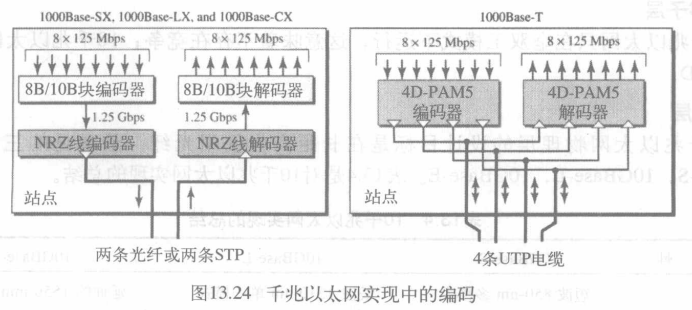 1000Base-SX, 1000Base-LX, and 1000Base-CX
8×125 Mbps
8×125 Mbps
8B/10B块编码器
8B/10B块解码器
1.25 Gbps
1.25 Gbps
NRZ线编码器
NRZ线解码器
站点
两条光纤或两条STP
1000Base-T
8×125 Mbps
8×125 Mbps
4D-PAM5
编码器
4D-PAM5
解码器
站点
4条UTP电缆
图13.24 千兆以太网实现中的编码